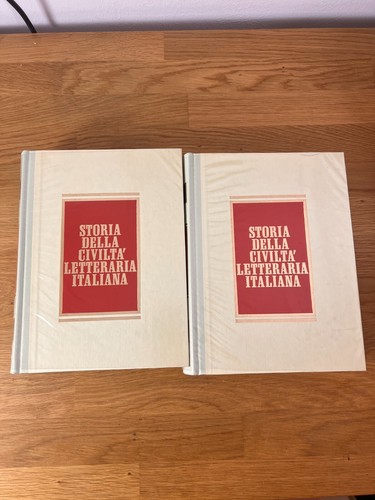 STORIA
DELLA
CIVILTA'
LETTERARIA
ITALIANA
STORIA
DELLA
CIVILTA'
LETTERARIA
ITALIANA